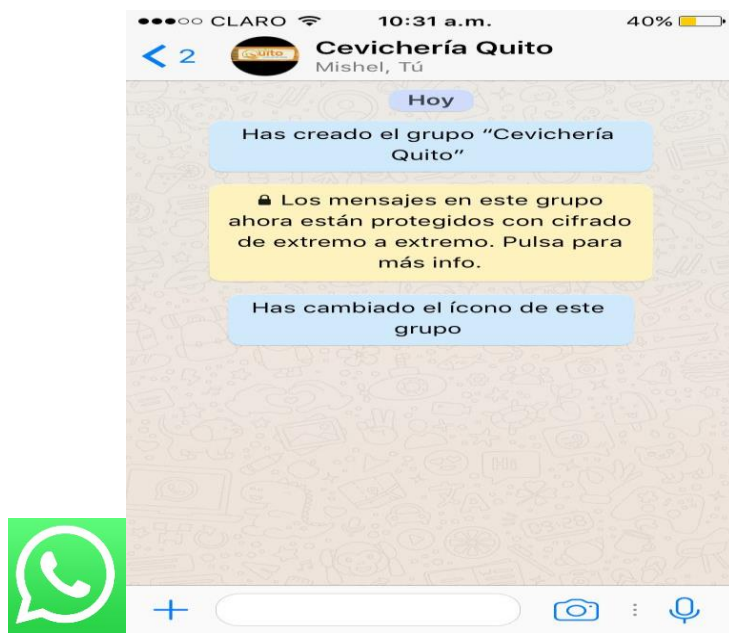 CLARO 10:31 a.m. 40%
2 Quito Cevichería Quito
Mishel, Tú
Hoy
Has creado el grupo “Cevichería
Quito”
Los mensajes en este grupo
ahora están protegidos con cifrado
de extremo a extremo. Pulsa para
más info.
Has cambiado el ícono de este
grupo
Hi